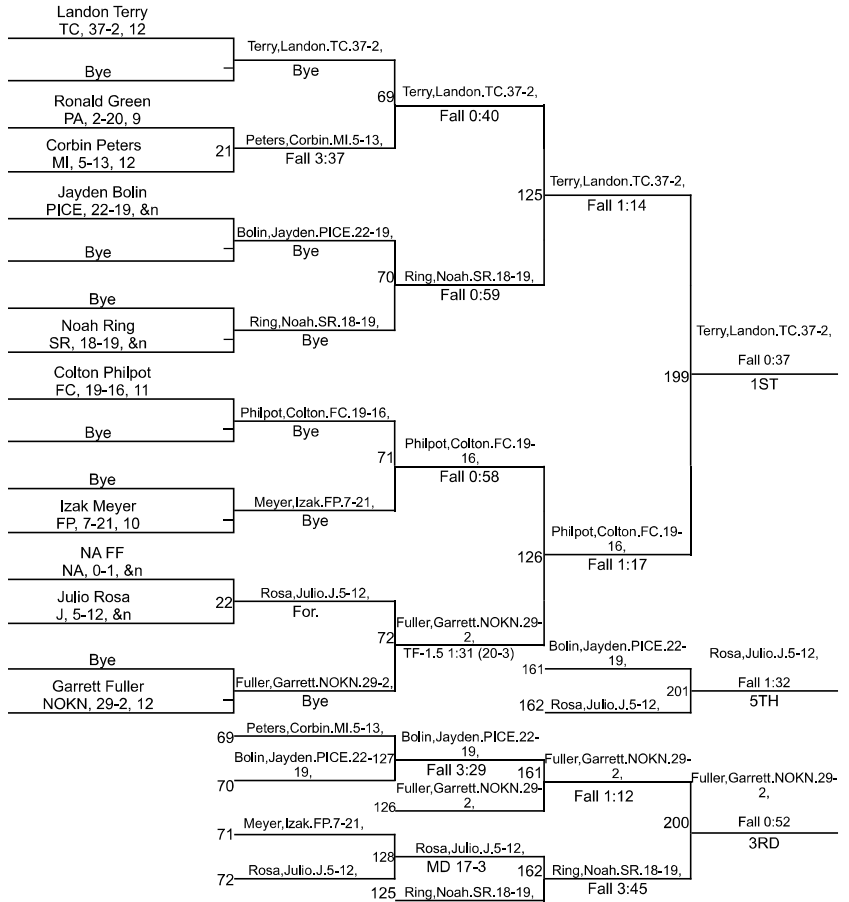 Landon Terry
TC, 37-2, 12
Bye
Ronald Green
PA, 2-20, 9
Corbin Peters
MI, 5-13, 12
Jayden Bolin
PICE, 22-19, &n
Bye
Bye
Noah Ring
SR, 18-19, &n
Colton Philpot
FC, 19-16, 11
Bye
Bye
Izak Meyer
FP, 7-21, 10
NA FF
NA, 0-1, &n
Julio Rosa
J, 5-12, &n
Bye
Garrett Fuller
NOKN, 29-2, 12
Terry,Landon.TC.37-2,
Bye
21
Peters,Corbin.MI.5-13,
Fall 3:37
Bolin,Jayden.PICE.22-19,
Bye
Ring,Noah.SR.18-19,
Bye
Philpot,Colton.FC.19-16,
Bye
Meyer,Izak.FP.7-21,
Bye
22
Rosa,Julio.J.5-12,
For.
Fuller,Garrett.NOKN.29-2,
Bye
69
Terry,Landon.TC.37-2,
Fall 0:40
70
Ring,Noah.SR.18-19,
Fall 0:59
71
Philpot,Colton.FC.19-
16,
Fall 0:58
72
Fuller,Garrett.NOKN.29-
2,
TF-1.5 1:31 (20-3)
125
Terry,Landon.TC.37-2,
Fall 1:14
126
Philpot,Colton.FC.19-
16,
Fall 1:17
199
Terry,Landon.TC.37-2,
Fall 0:37
1ST
161
Bolin,Jayden.PICE.22-
19,
162
Rosa,Julio.J.5-12,
201
Rosa,Julio.J.5-12,
Fall 1:32
5TH
69
Peters,Corbin.MI.5-13,
70
Bolin,Jayden.PICE.22-
19,
127
Bolin,Jayden.PICE.22-
19,
Fall 3:29
126
Fuller,Garrett.NOKN.29-
2,
161
Fuller,Garrett.NOKN.29-
2,
Fall 1:12
71
Meyer,Izak.FP.7-21,
72
Rosa,Julio.J.5-12,
128
Rosa,Julio.J.5-12,
MD 17-3
125
Ring,Noah.SR.18-19,
162
Ring,Noah.SR.18-19,
Fall 3:45
200
Fuller,Garrett.NOKN.29-
2,
Fall 0:52
3RD